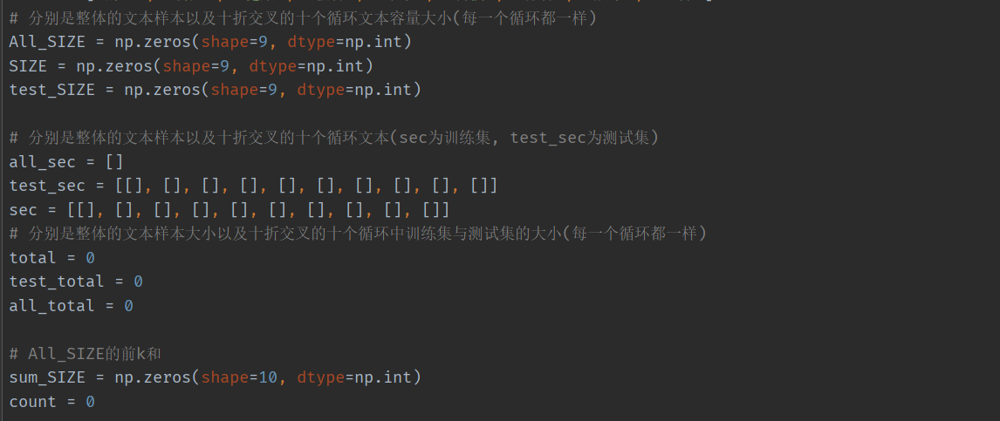 # 分别是整体的文本样本以及十折交叉的十个循环文本容量大小(每一个循环都一样)
All_SIZE = np.zeros(shape=9, dtype=np.int)
SIZE = np.zeros(shape=9, dtype=np.int)
test_SIZE = np.zeros(shape=9, dtype=np.int)
# 分别是整体的文本样本以及十折交叉的十个循环文本(sec为训练集, test_sec为测试集)
all_sec = []
test_sec = [[], [], [], [], [], [], [], [], [], []]
sec = [[], [], [], [], [], [], [], [], [], []]
# 分别是整体的文本样本大小以及十折交叉的十个循环中训练集与测试集的大小(每一个循环都一样)
total = 0
test_total = 0
all_total = 0
# All_SIZE的前k和
sum_SIZE = np.zeros(shape=10, dtype=np.int)
count = 0